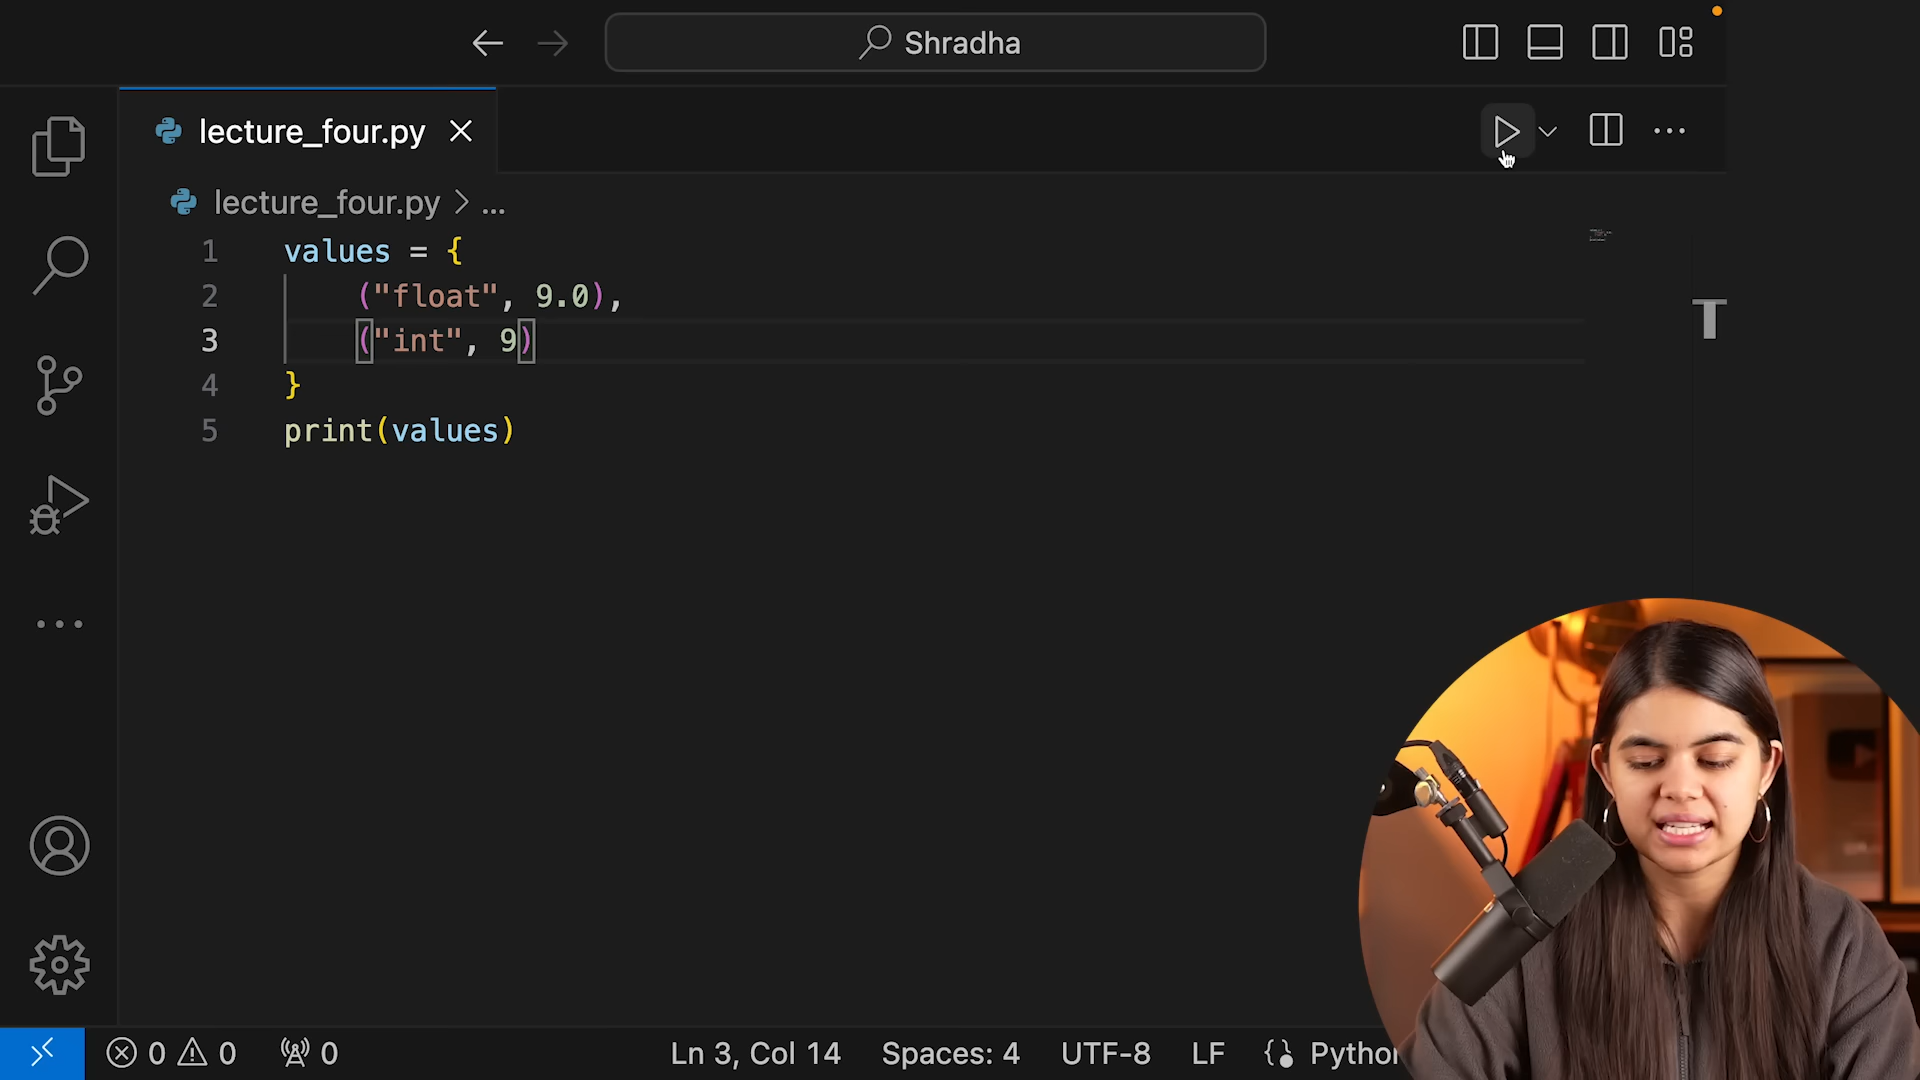 Shradha
lecture_four.py
lecture_four.py > ...
1 values = {
2 ("float", 9.0),
3 ("int", 9)
4 }
5 print(values)
T
0 0 0 Ln 3, Col 14 Spaces: 4 UTF-8 LF Python